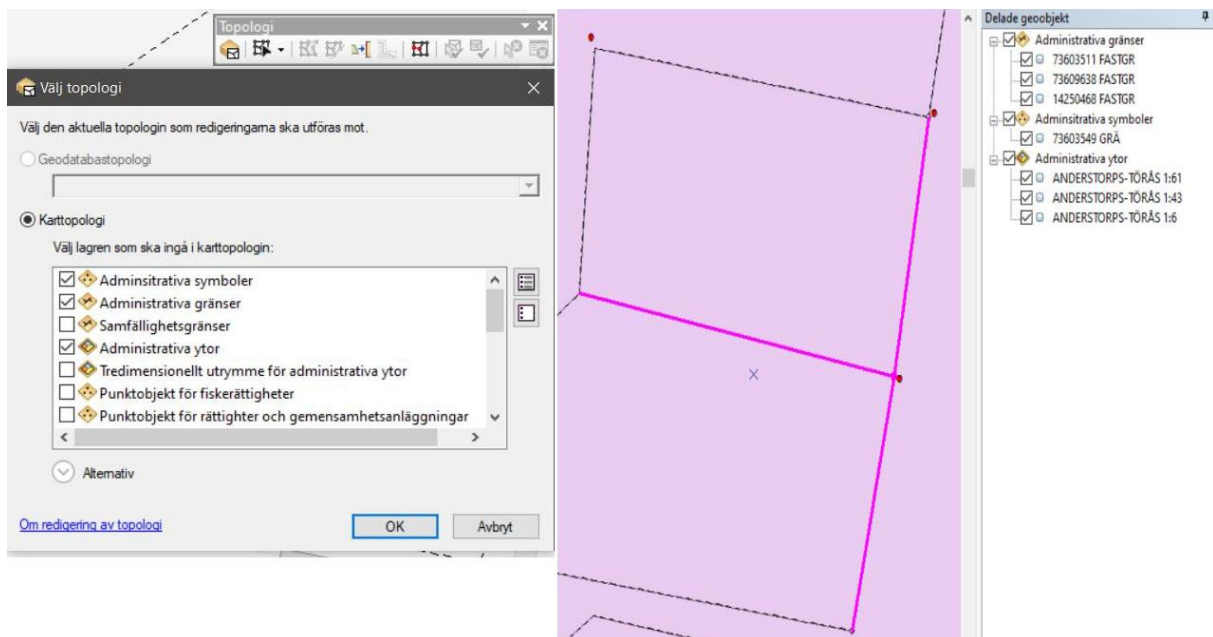 Topologi
Välj topologi
Välj den aktuella topologin som redigeringarna ska utföras mot.
Geodatabastopologi
Karttopologi
Välj lagren som ska ingå i karttopologin:
Adminsitrativa symboler
Administrativa gränser
Samfällighetsgränser
Administrativa ytor
Tredimensionellt utrymme för administrativa ytor
Punktobjekt för fiskerättigheter
Punktobjekt för rättighter och gemensamhetsanläggningar
Alternativ
Om redigering av topologi
OK
Avbryt
Delade geoobjekt
Administrativa gränser
73603511 FASTGR
73609638 FASTGR
14250468 FASTGR
Adminsitrativa symboler
73603549 GRÄ
Administrativa ytor
ANDERSTORPS-TÖRÅS 1:61
ANDERSTORPS-TÖRÅS 1:43
ANDERSTORPS-TÖRÅS 1:6